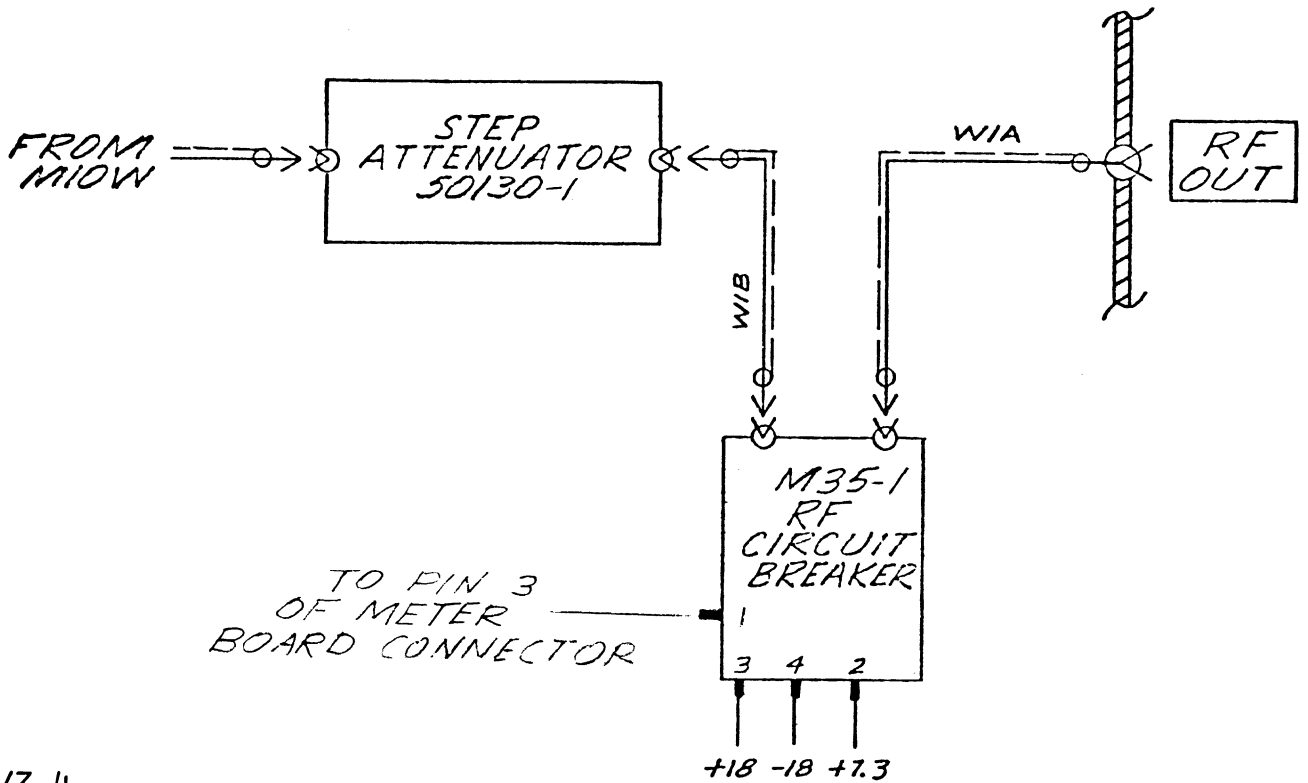 FROM
M10W
STEP
ATTENUATOR
50130-1
W1A
RF
OUT
W1B
M35-1
RF
CIRCUIT
BREAKER
TO PIN 3
OF METER
BOARD CONNECTOR
1
3 4 2
+18 -18 +7.3